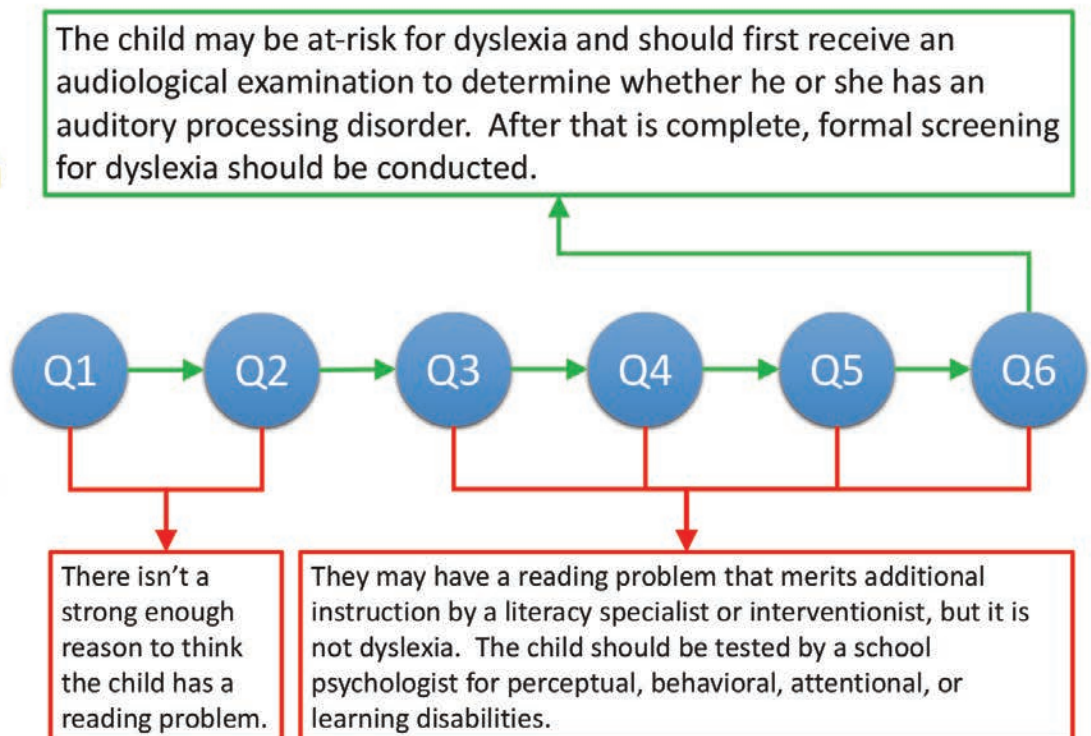 The child may be at-risk for dyslexia and should first receive an
audiological examination to determine whether he or she has an
auditory processing disorder.  After that is complete, formal screening
for dyslexia should be conducted.
Q1 Q2 Q3 Q4 Q5 Q6
There isn't a
strong enough
reason to think
the child has a
reading problem.
They may have a reading problem that merits additional
instruction by a literacy specialist or interventionist, but it is
not dyslexia.  The child should be tested by a school
psychologist for perceptual, behavioral, attentional, or
learning disabilities.